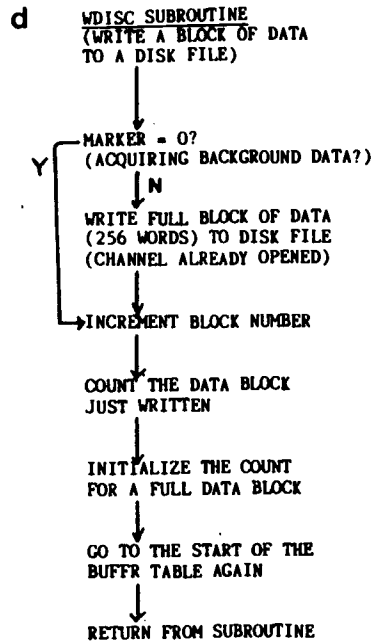 d
WDISC SUBROUTINE
(WRITE A BLOCK OF DATA
TO A DISK FILE)
MARKER = 0?
(ACQUIRING BACKGROUND DATA?)
Y
N
WRITE FULL BLOCK OF DATA
(256 WORDS) TO DISK FILE
(CHANNEL ALREADY OPENED)
INCREMENT BLOCK NUMBER
COUNT THE DATA BLOCK
JUST WRITTEN
INITIALIZE THE COUNT
FOR A FULL DATA BLOCK
GO TO THE START OF THE
BUFFR TABLE AGAIN
RETURN FROM SUBROUTINE